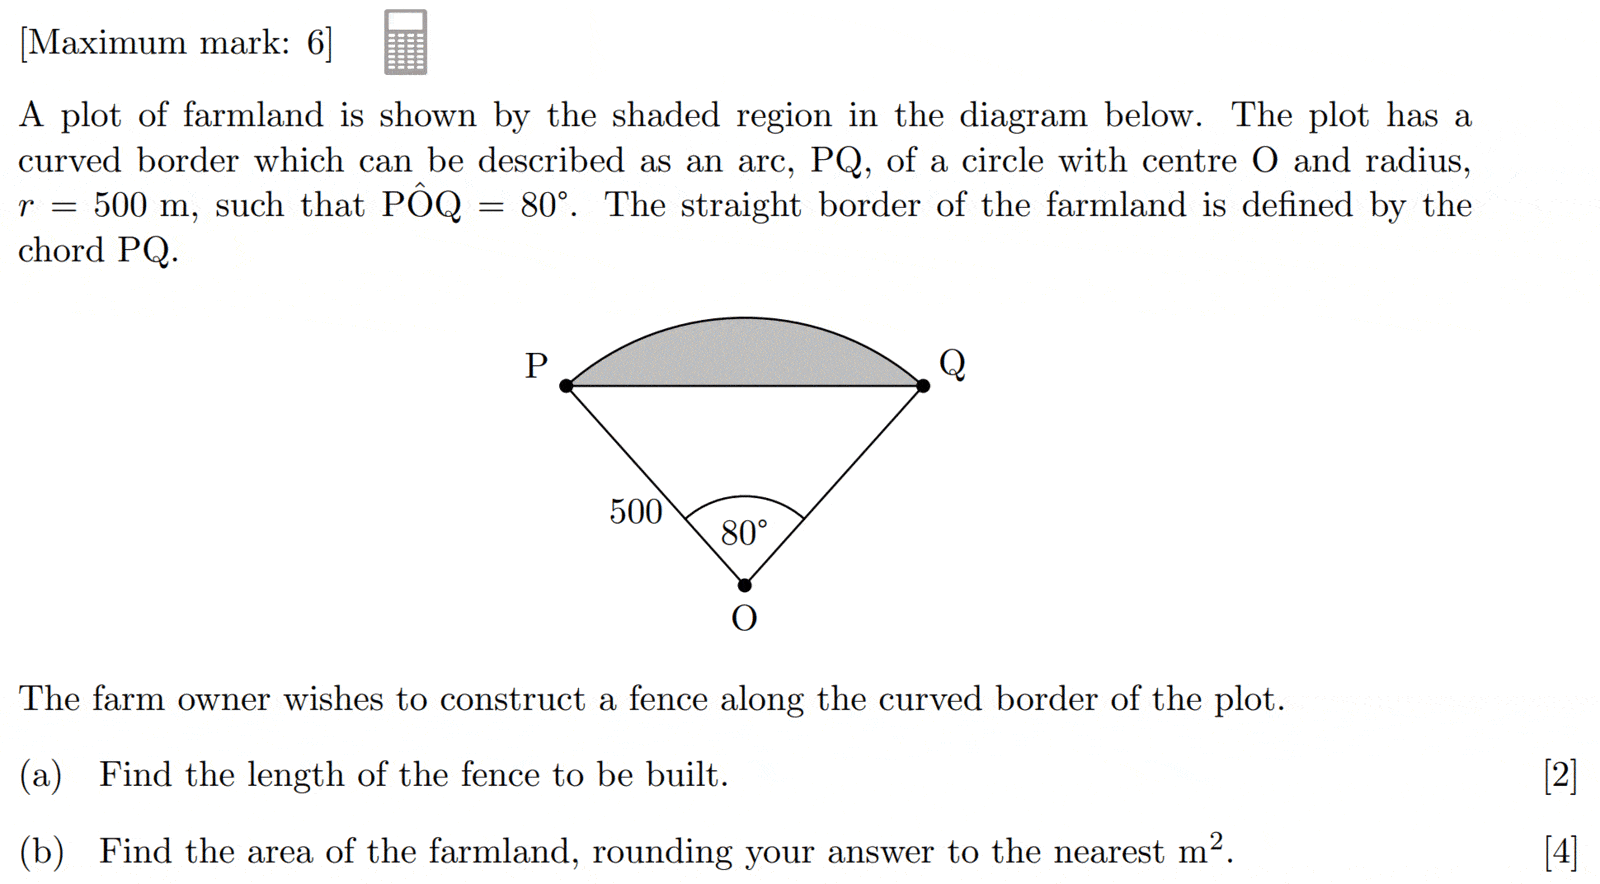 [Maximum mark: 6]
A plot of farmland is shown by the shaded region in the diagram below. The plot has a
curved border which can be described as an arc, PQ, of a circle with centre O and radius,
r = 500 m, such that PÔQ = 80°. The straight border of the farmland is defined by the
chord PQ.
P
Q
500
80°
O
The farm owner wishes to construct a fence along the curved border of the plot.
(a) Find the length of the fence to be built. [2]
(b) Find the area of the farmland, rounding your answer to the nearest m². [4]